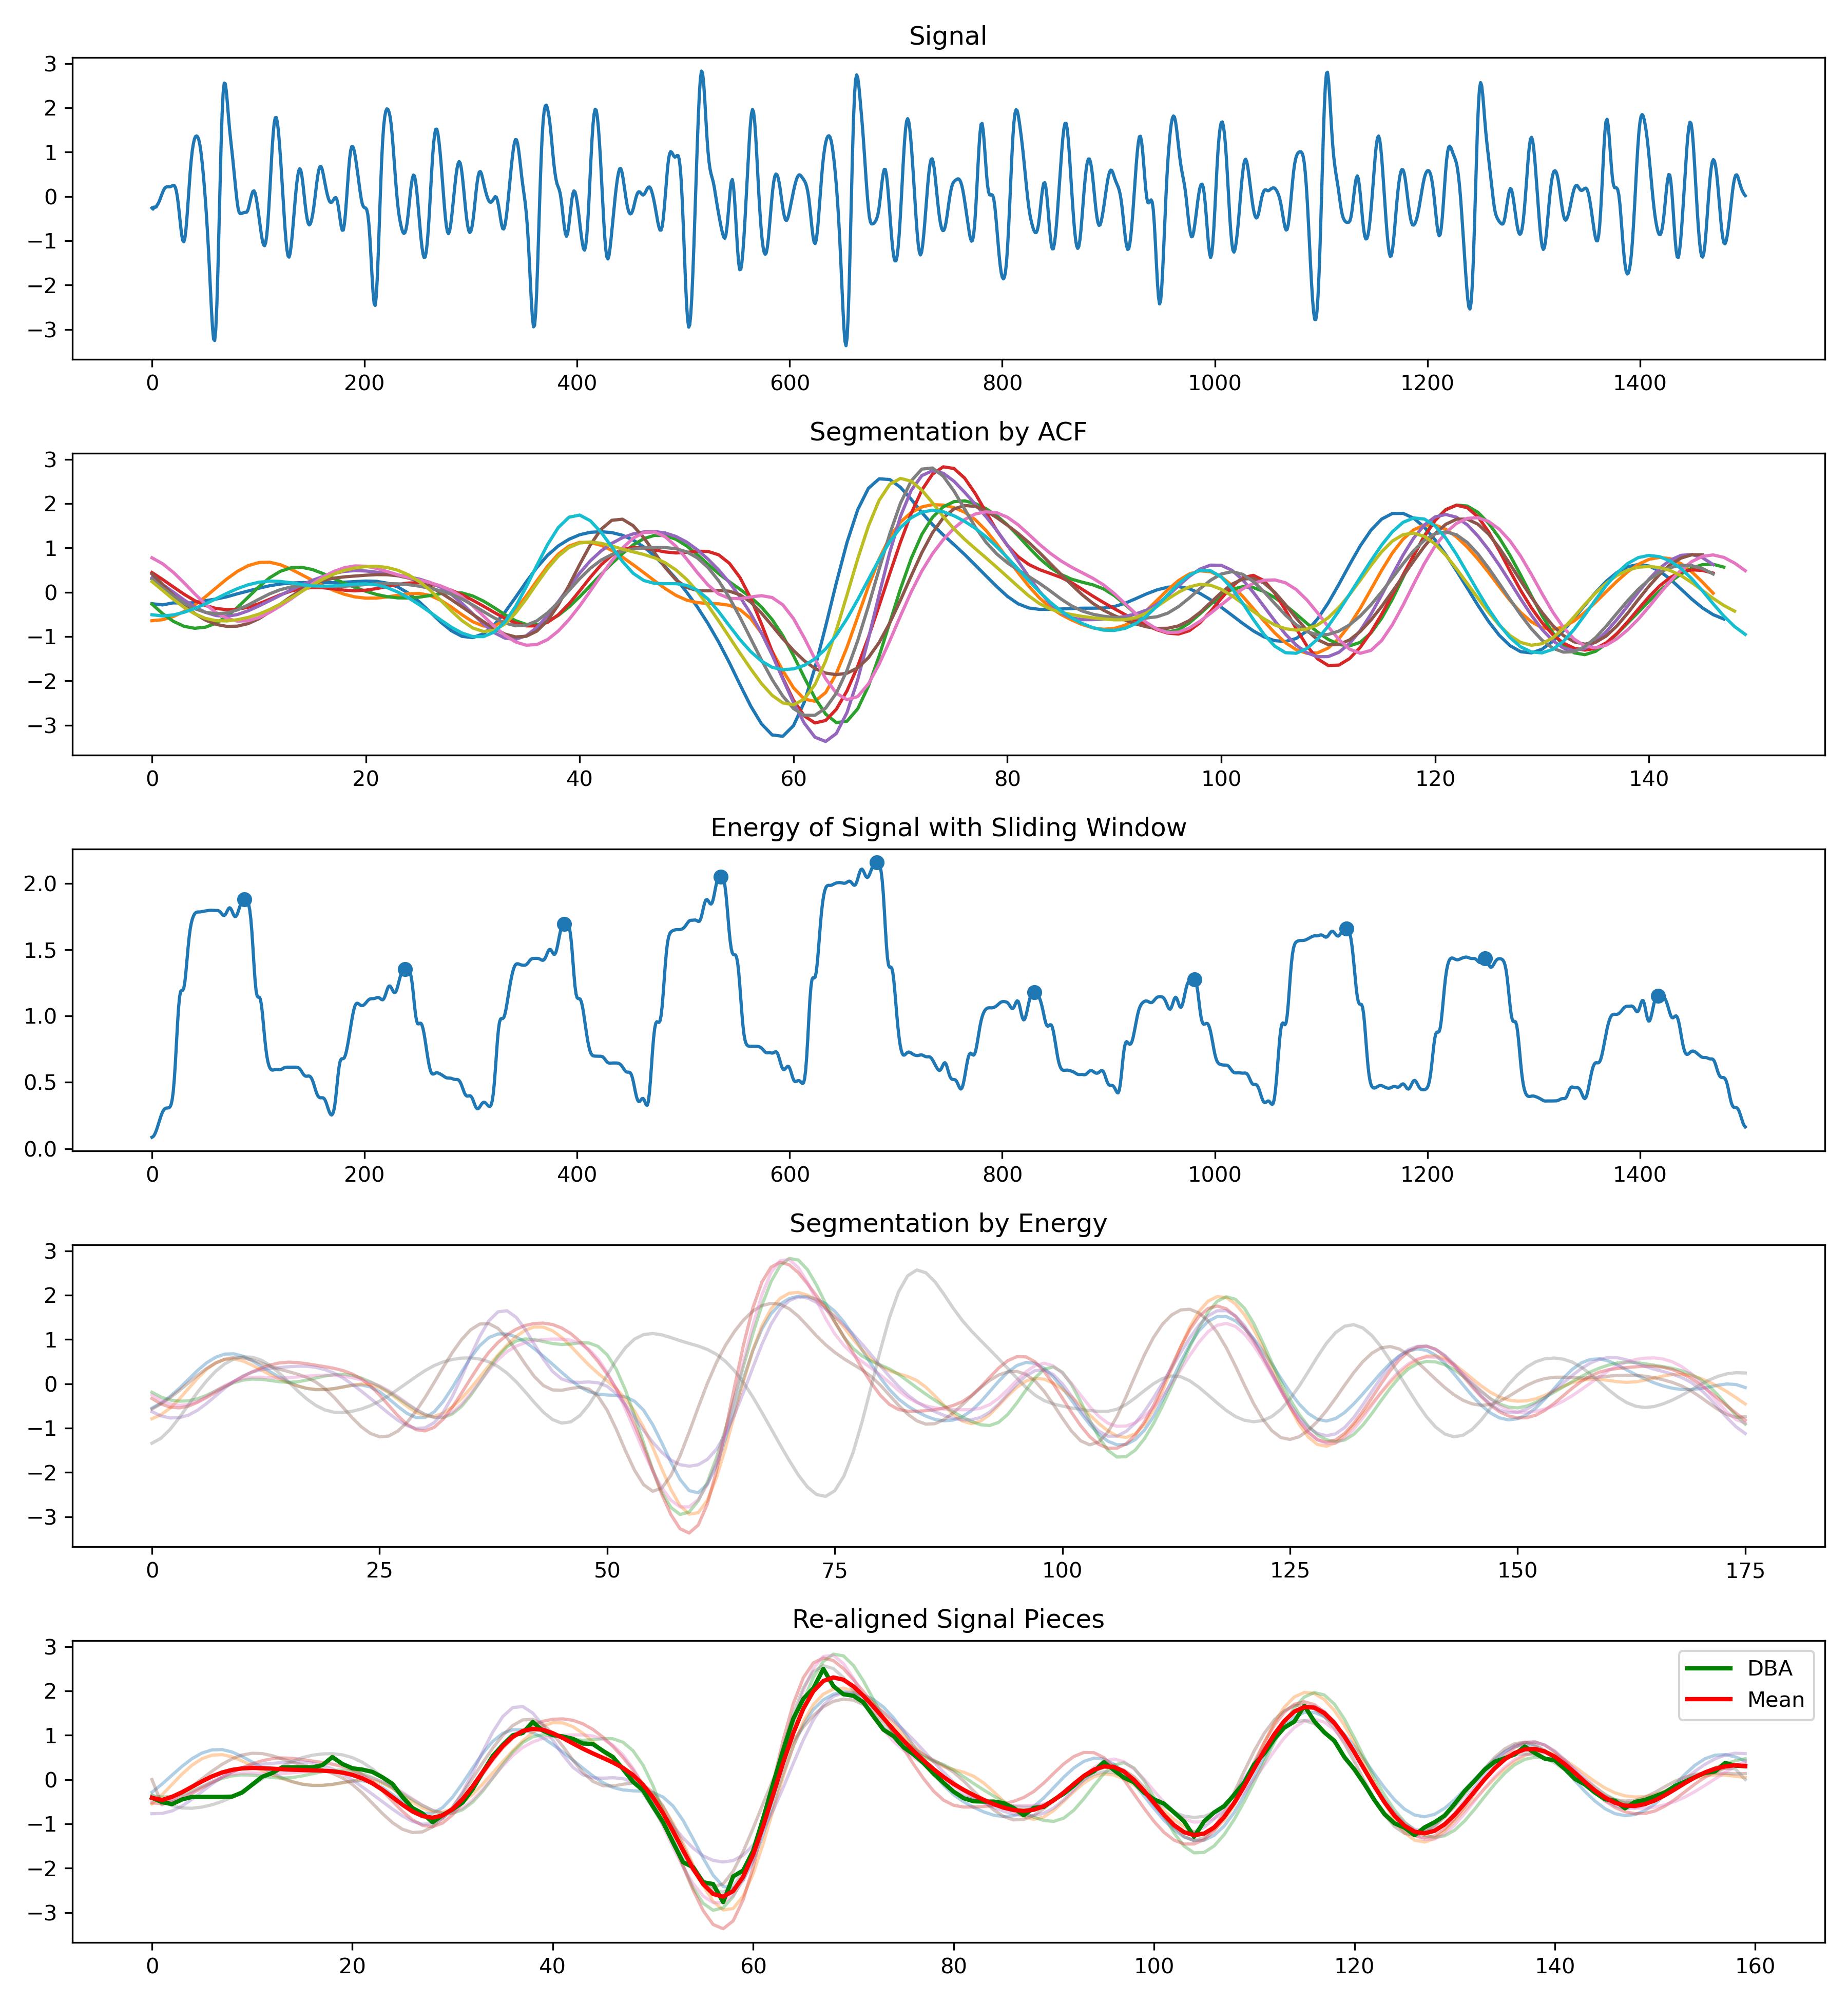 Signal
3
2
1
0
−1
−2
−3
0 200 400 600 800 1000 1200 1400
Segmentation by ACF
3
2
1
0
−1
−2
−3
0 20 40 60 80 100 120 140
Energy of Signal with Sliding Window
2.0
1.5
1.0
0.5
0.0
0 200 400 600 800 1000 1200 1400
Segmentation by Energy
3
2
1
0
−1
−2
−3
0 25 50 75 100 125 150 175
Re-aligned Signal Pieces
3
2
1
0
−1
−2
−3
DBA
Mean
0 20 40 60 80 100 120 140 160